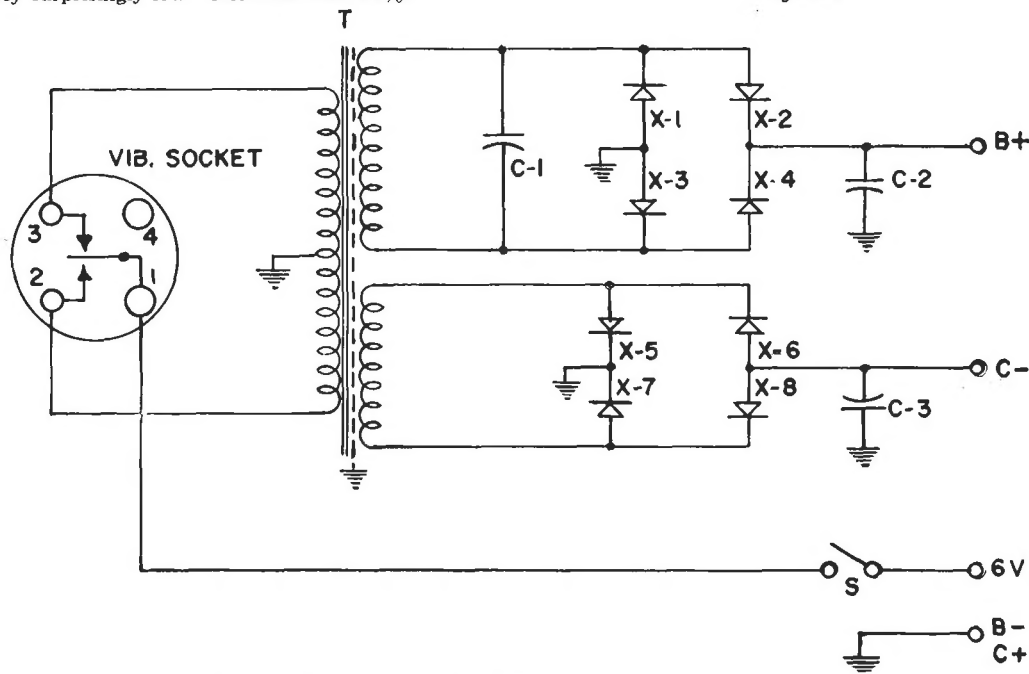 T
VIB. SOCKET
3
4
2
1
C-1
X-1
X-2
X-3
X-4
C-2
B+
X-5
X-6
X-7
X-8
C-3
C-
S
6V
B-
C+